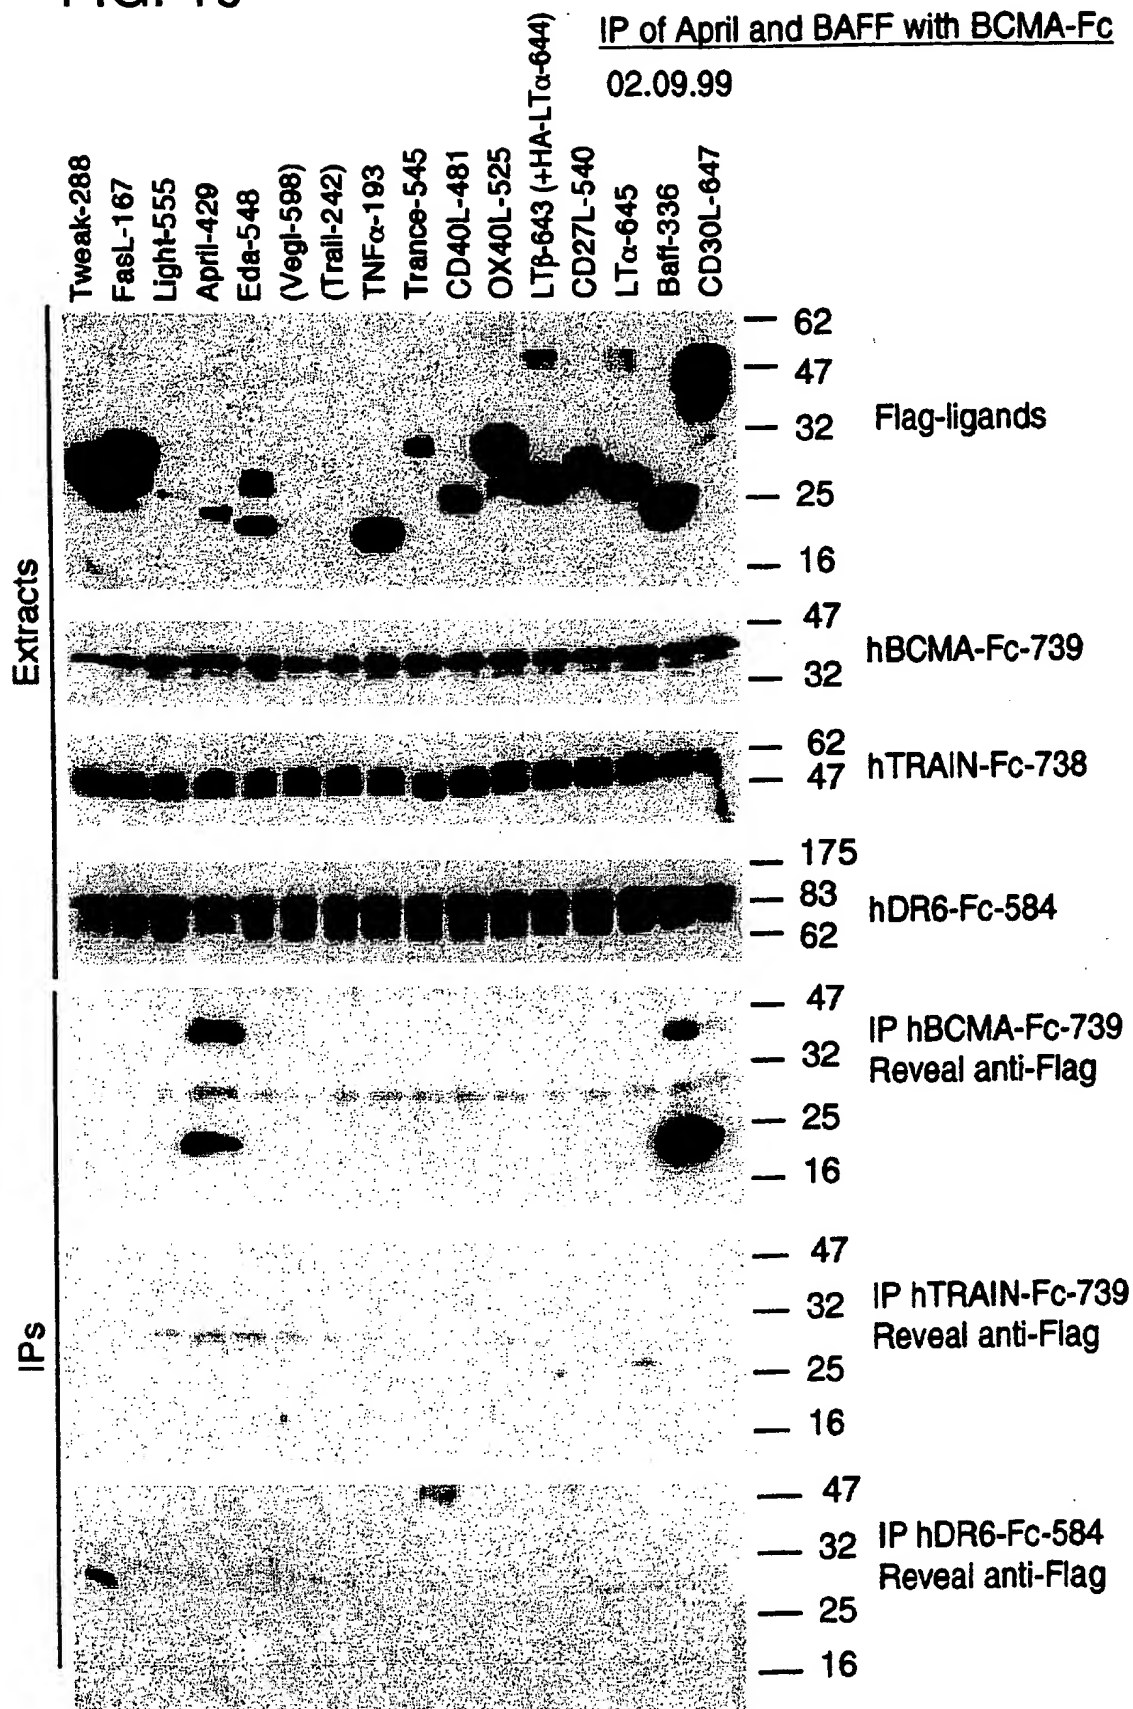 IP of April and BAFF with BCMA-Fc
02.09.99
Tweak-288
FasL-167
Light-555
April-429
Eda-548
(Vegi-598)
(Trail-242)
TNFα-193
Trance-545
CD40L-481
OX40L-525
LTβ-643 (+HA-LTα-644)
CD27L-540
LTα-645
Baff-336
CD30L-647
Extracts
62
47
32
25
16
Flag-ligands
47
32
hBCMA-Fc-739
62
47
hTRAIN-Fc-738
175
83
62
hDR6-Fc-584
IPs
47
32
25
16
IP hBCMA-Fc-739
Reveal anti-Flag
47
32
25
16
IP hTRAIN-Fc-739
Reveal anti-Flag
47
32
25
16
IP hDR6-Fc-584
Reveal anti-Flag